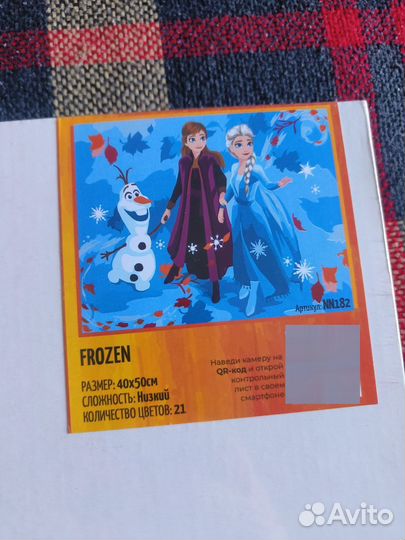 Артикул: NN182
FROZEN
РАЗМЕР: 40х50см
СЛОЖНОСТЬ: Низкий
КОЛИЧЕСТВО ЦВЕТОВ: 21
Наведи камеру на
QR-код и открой
контрольный
лист в своем
смартфоне
Avito